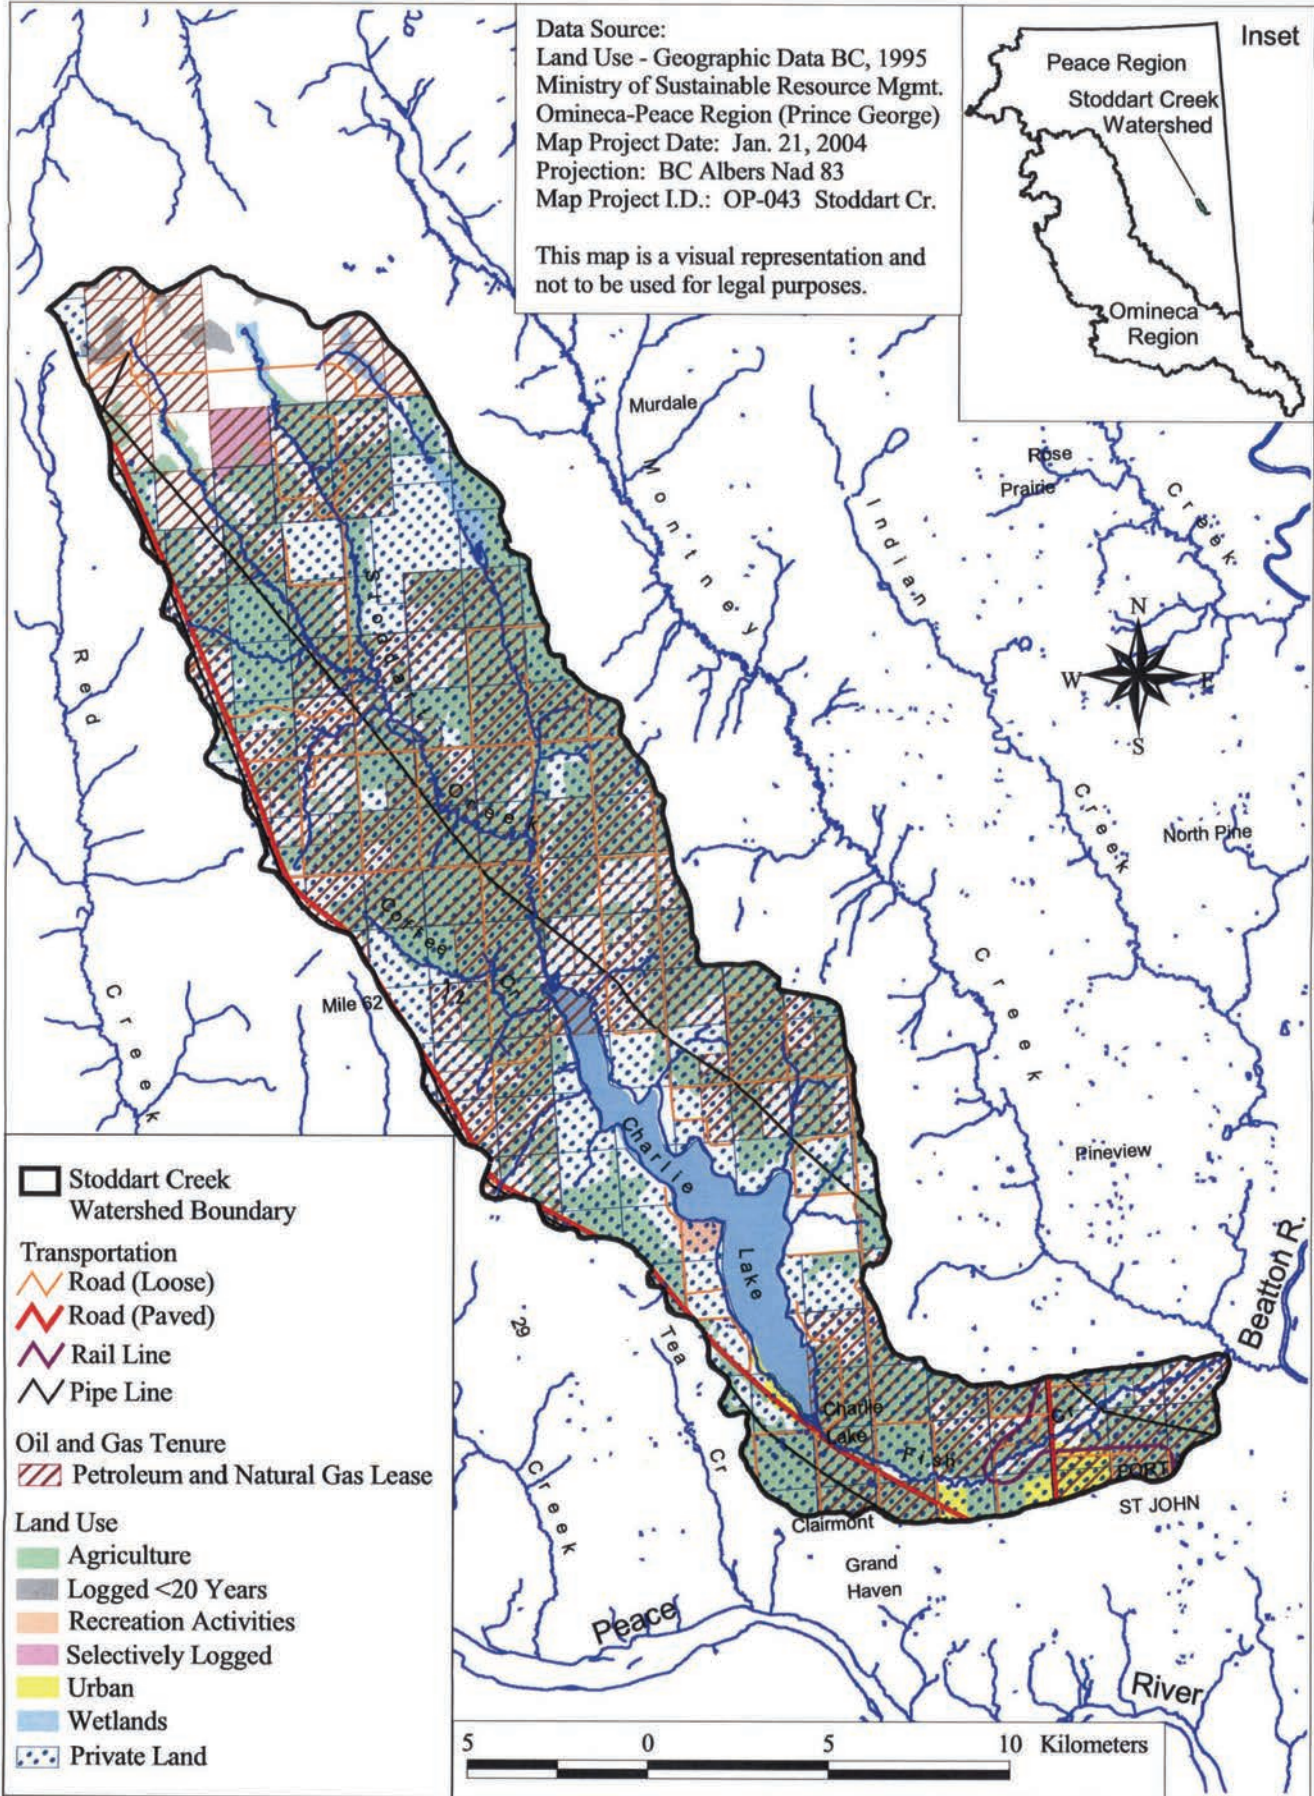 Data Source:
Land Use - Geographic Data BC, 1995
Ministry of Sustainable Resource Mgmt.
Omineca-Peace Region (Prince George)
Map Project Date: Jan. 21, 2004
Projection: BC Albers Nad 83
Map Project I.D.: OP-043 Stoddart Cr.
This map is a visual representation and
not to be used for legal purposes.
Inset
Peace Region
Stoddart Creek
Watershed
Omineca
Region
Murdale
Montney
Creek
Rose
Prairie
Creek
Indian
Creek
N
W
E
S
North Pine
Red
Creek
Stoddart
Creek
Coffee
Cr
Mile 62
Pineview
Charlie
Lake
Beatton R.
29
Creek
Tea
Cr
Charlie
Lake
Fish
Cr
FORT
ST JOHN
Clairmont
Grand
Haven
Peace
River
Stoddart Creek
Watershed Boundary
Transportation
Road (Loose)
Road (Paved)
Rail Line
Pipe Line
Oil and Gas Tenure
Petroleum and Natural Gas Lease
Land Use
Agriculture
Logged <20 Years
Recreation Activities
Selectively Logged
Urban
Wetlands
Private Land
5 0 5 10 Kilometers